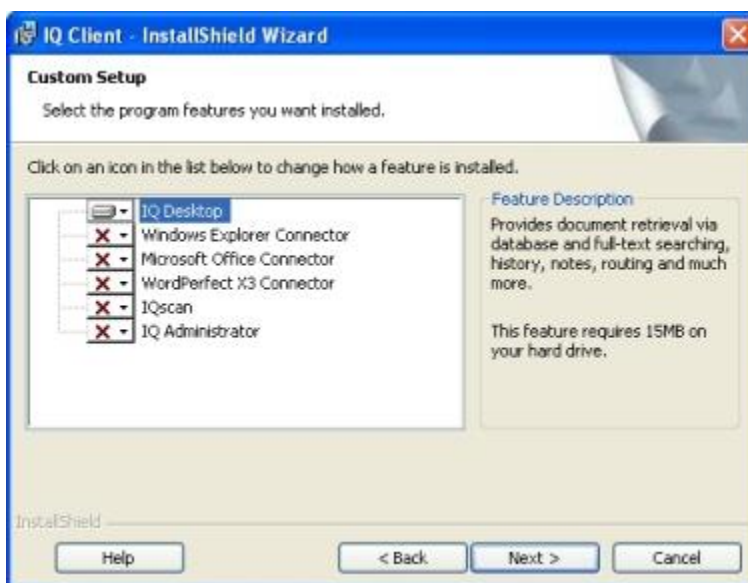 IQ Client - InstallShield Wizard
Custom Setup
Select the program features you want installed.
Click on an icon in the list below to change how a feature is installed.
IQ Desktop
Windows Explorer Connector
Microsoft Office Connector
WordPerfect X3 Connector
IQscan
IQ Administrator
Feature Description
Provides document retrieval via
database and full-text searching,
history, notes, routing and much
more.
This feature requires 15MB on
your hard drive.
InstallShield
Help
< Back
Next >
Cancel